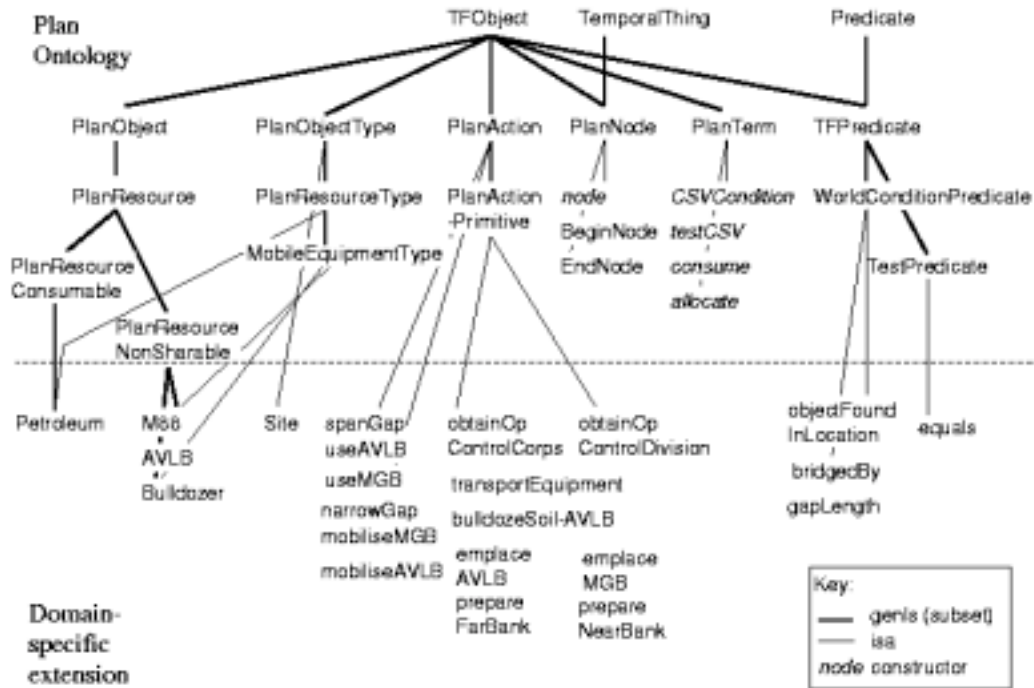 Plan
Ontology
TFObject TemporalThing Predicate
PlanObject PlanObjectType PlanAction PlanNode PlanTerm TFPredicate
PlanResource PlanResourceType PlanAction node CSVCondition WorldConditionPredicate
-Primitive BeginNode testCSV
PlanResource MobileEquipmentType EndNode consume TestPredicate
Consumable allocate
PlanResource
NonSharable
Petroleum M88 Site spanGap obtainOp obtainOp objectFound equals
AVLB useAVLB ControlCorps ControlDivision InLocation
Bulldozer useMGB transportEquipment bridgedBy
narrowGap bulldozeSoil-AVLB gapLength
mobiliseMGB
mobiliseAVLB emplace emplace
AVLB MGB
prepare prepare
FarBank NearBank
Key:
genls (subset)
isa
node constructor
Domain-
specific
extension